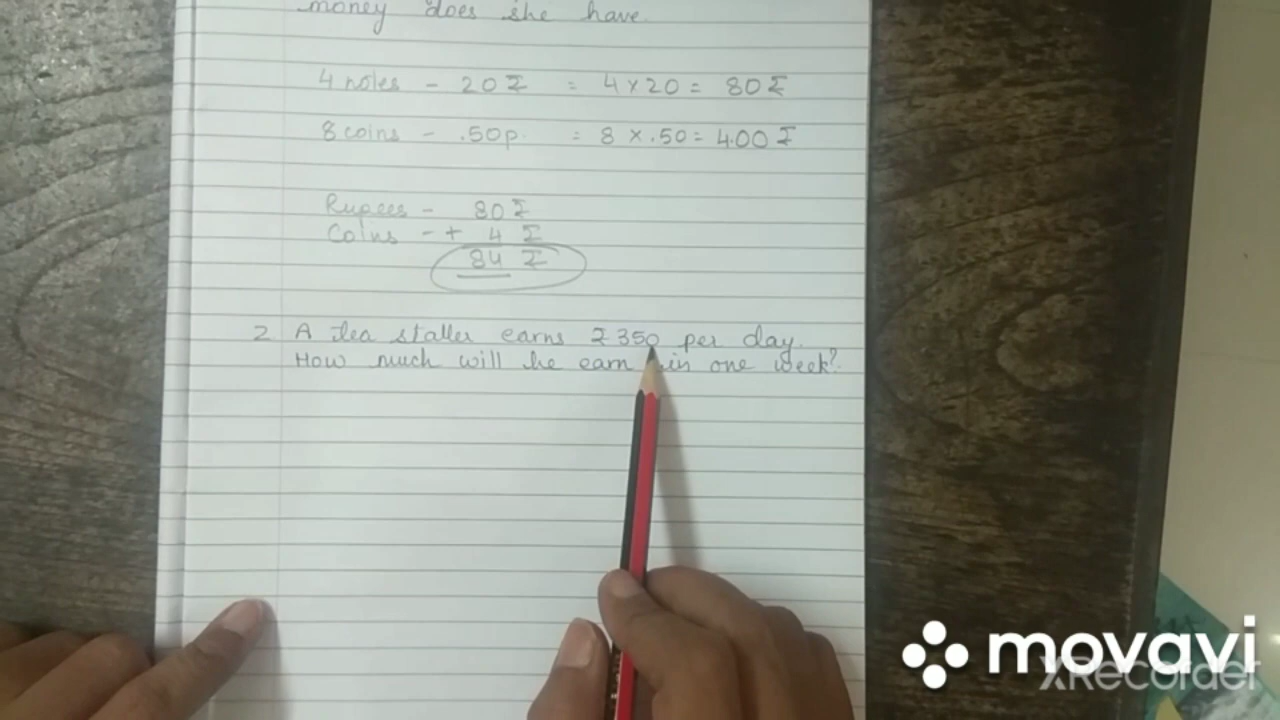 money does she have.
4 notes - 20 ₹ = 4 × 20 = 80 ₹
8 coins - .50p. = 8 × .50 = 4.00 ₹
Rupees - 80 ₹
Coins - + 4 ₹
84 ₹
2. A tea staller earns ₹ 350 per day.
How much will he earn in one week?
movavi
XRecorder